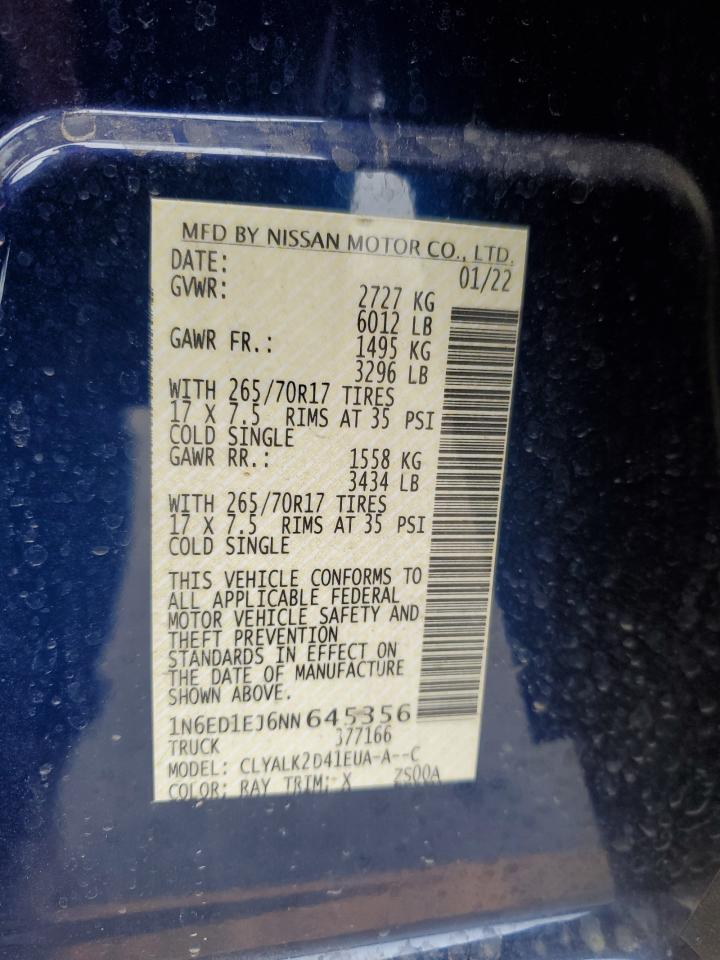 MFD BY NISSAN MOTOR CO., LTD.
DATE: 01/22
GVWR: 2727 KG
6012 LB
GAWR FR.: 1495 KG
3296 LB
WITH 265/70R17 TIRES
17 X 7.5 RIMS AT 35 PSI
COLD SINGLE
GAWR RR.: 1558 KG
3434 LB
WITH 265/70R17 TIRES
17 X 7.5 RIMS AT 35 PSI
COLD SINGLE
THIS VEHICLE CONFORMS TO
ALL APPLICABLE FEDERAL
MOTOR VEHICLE SAFETY AND
THEFT PREVENTION
STANDARDS IN EFFECT ON
THE DATE OF MANUFACTURE
SHOWN ABOVE.
1N6ED1EJ6NN645356
TRUCK 377166
MODEL: CLYALK2D41EUA-A--C
COLOR: RAY TRIM: X ZS00A